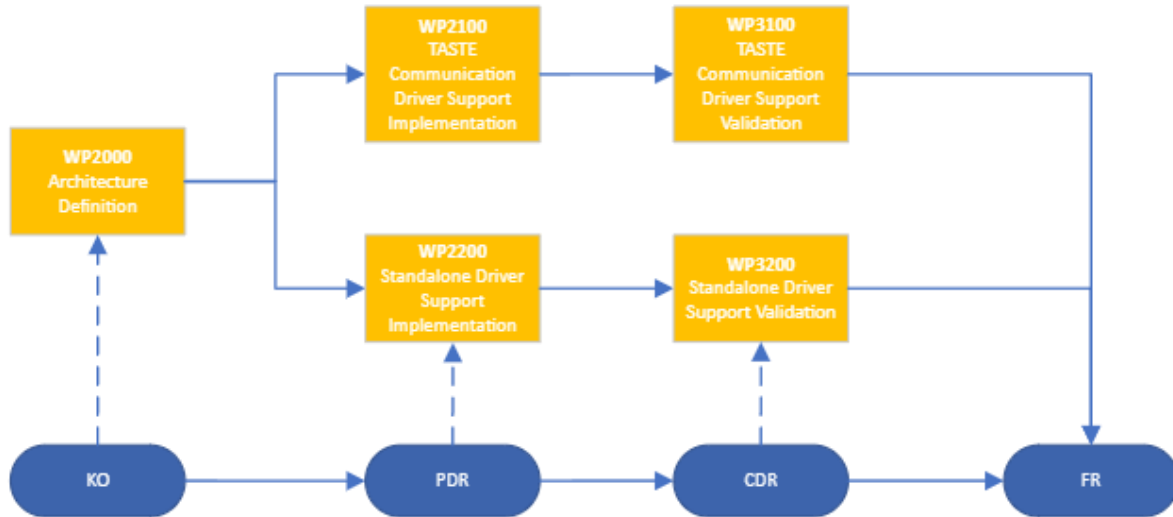 WP2100
TASTE
Communication
Driver Support
Implementation
WP3100
TASTE
Communication
Driver Support
Validation
WP2000
Architecture
Definition
WP2200
Standalone Driver
Support
Implementation
WP3200
Standalone Driver
Support Validation
KO
PDR
CDR
FR